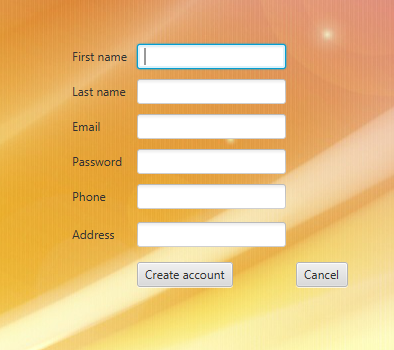 First name
Last name
Email
Password
Phone
Address
Create account Cancel